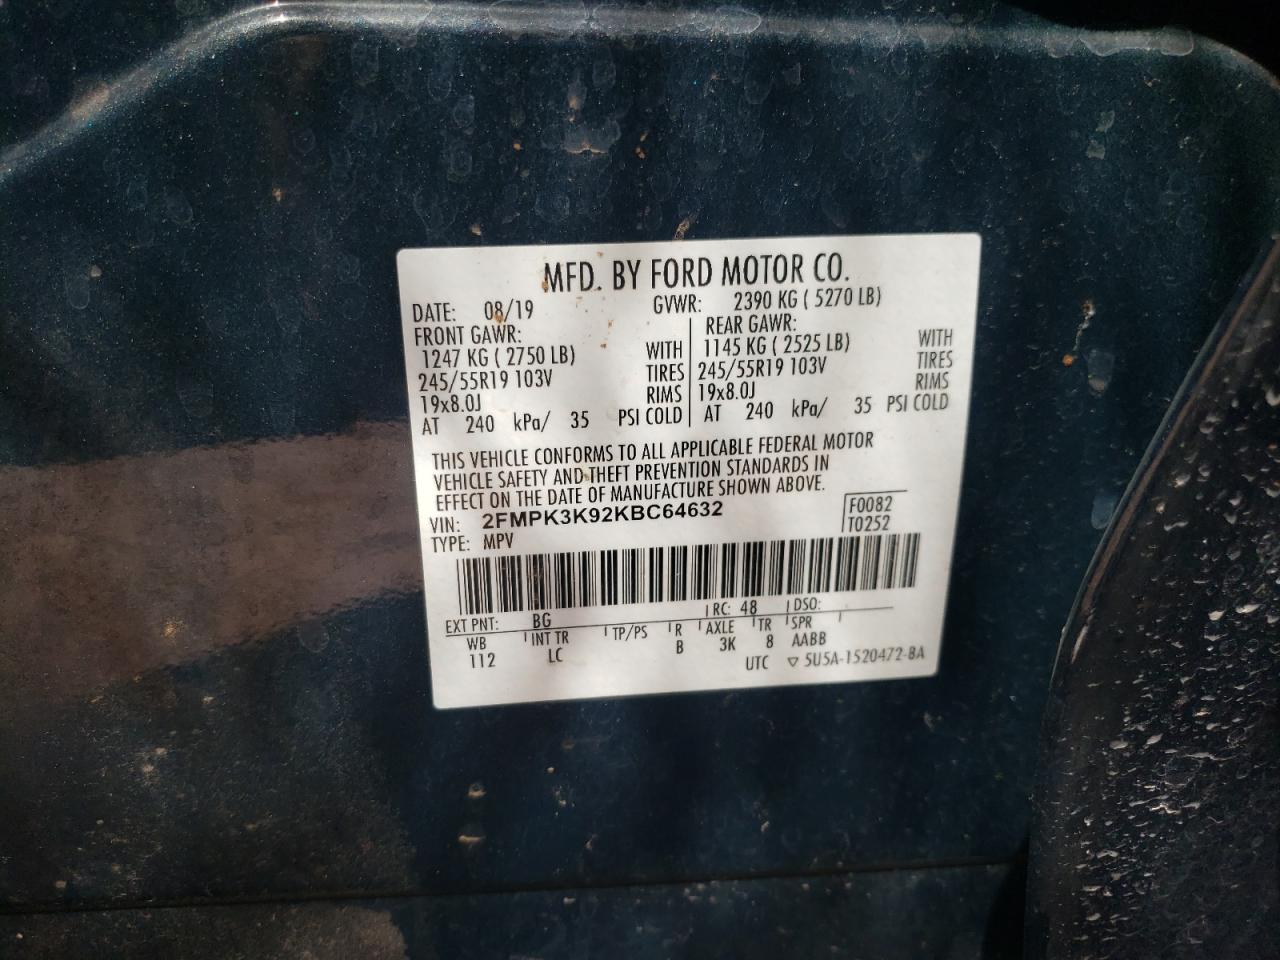 MFD. BY FORD MOTOR CO.
DATE: 08/19 GVWR: 2390 KG ( 5270 LB)
FRONT GAWR: REAR GAWR:
1247 KG ( 2750 LB) WITH 1145 KG ( 2525 LB) WITH
245/55R19 103V TIRES 245/55R19 103V TIRES
19x8.0J RIMS 19x8.0J RIMS
AT 240 kPa/ 35 PSI COLD AT 240 kPa/ 35 PSI COLD
THIS VEHICLE CONFORMS TO ALL APPLICABLE FEDERAL MOTOR
VEHICLE SAFETY AND THEFT PREVENTION STANDARDS IN
EFFECT ON THE DATE OF MANUFACTURE SHOWN ABOVE.
VIN: 2FMPK3K92KBC64632 F0082
TYPE: MPV T0252
EXT PNT: BG RC: 48 DSO:
WB INT TR TP/PS R AXLE TR SPR
112 LC B 3K 8 AABB
UTC ▽ 5U5A-1520472-BA